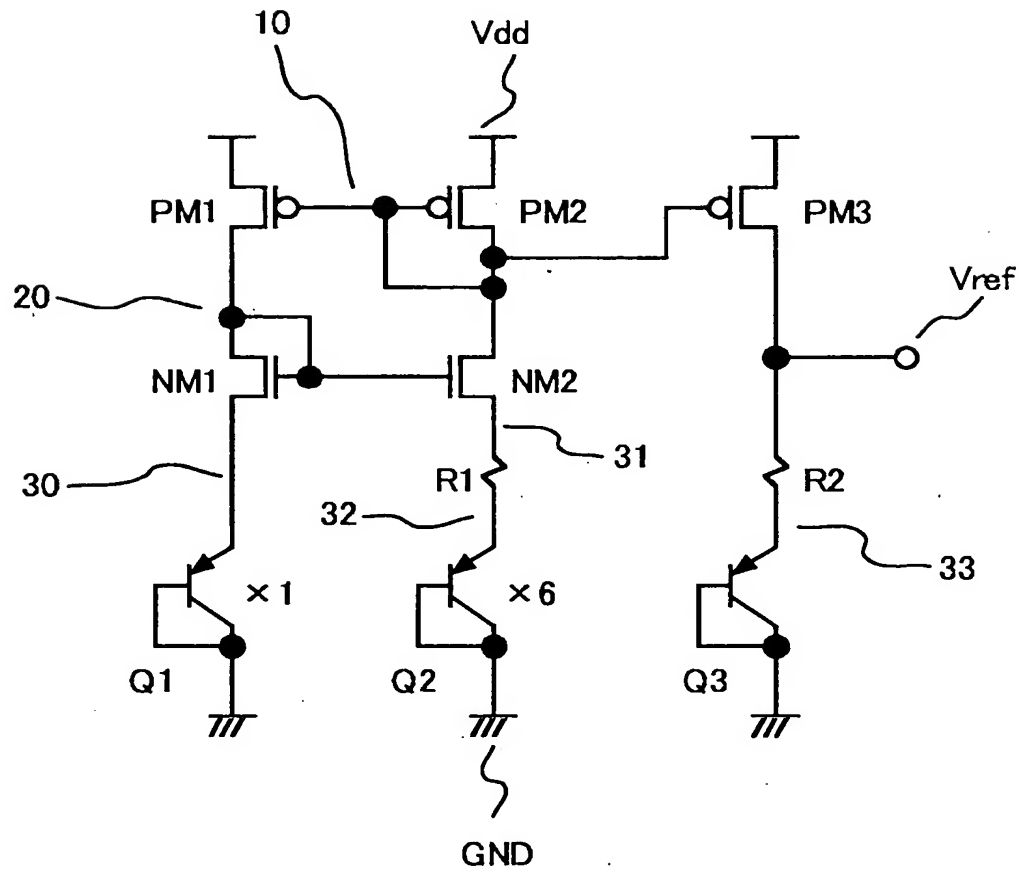 10
Vdd
PM1
PM2
PM3
20
Vref
NM1
NM2
31
30
R1
R2
32
33
×1
×6
Q1
Q2
Q3
GND